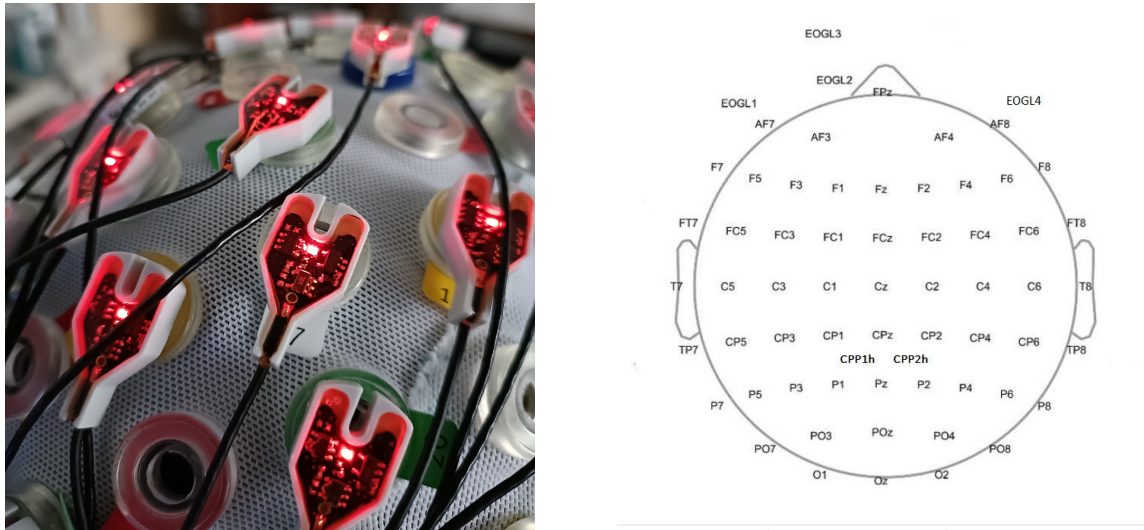 1
7
20
EOGL3
EOGL2
FPz
EOGL1
EOGL4
AF7
AF8
AF3
AF4
F7
F8
F5
F3
F1
Fz
F2
F4
F6
FT7
FT8
FC5
FC3
FC1
FCz
FC2
FC4
FC6
T7
C5
C3
C1
Cz
C2
C4
C6
T8
CP5
CP3
CP1
CPz
CP2
CP4
CP6
TP7
TP8
CPP1h
CPP2h
P5
P3
P1
Pz
P2
P4
P6
P7
P8
PO3
POz
PO4
PO7
PO8
O1
Oz
O2